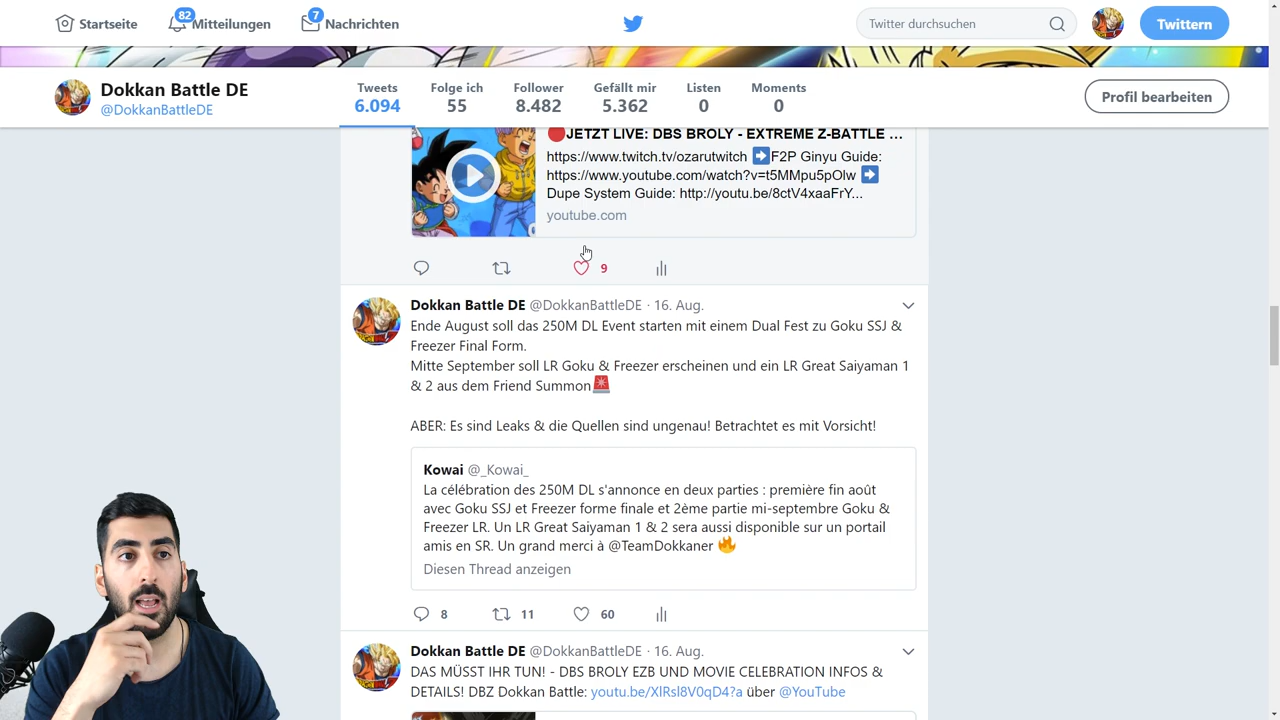 Startseite
82
Mitteilungen
7
Nachrichten
Twitter durchsuchen
Twittern
Dokkan Battle DE
@DokkanBattleDE
Tweets
6.094
Folge ich
55
Follower
8.482
Gefällt mir
5.362
Listen
0
Moments
0
Profil bearbeiten
🔴JETZT LIVE: DBS BROLY - EXTREME Z-BATTLE ...
https://www.twitch.tv/ozarutwitch ➡F2P Ginyu Guide:
https://www.youtube.com/watch?v=t5MMpu5pOlw ➡
Dupe System Guide: http://youtu.be/8ctV4xaaFrY...
youtube.com
9
Dokkan Battle DE @DokkanBattleDE · 16. Aug.
Ende August soll das 250M DL Event starten mit einem Dual Fest zu Goku SSJ &
Freezer Final Form.
Mitte September soll LR Goku & Freezer erscheinen und ein LR Great Saiyaman 1
& 2 aus dem Friend Summon🚨
ABER: Es sind Leaks & die Quellen sind ungenau! Betrachtet es mit Vorsicht!
Kowai @_Kowai_
La célébration des 250M DL s'annonce en deux parties : première fin août
avec Goku SSJ et Freezer forme finale et 2ème partie mi-septembre Goku &
Freezer LR. Un LR Great Saiyaman 1 & 2 sera aussi disponible sur un portail
amis en SR. Un grand merci à @TeamDokkaner 🔥
Diesen Thread anzeigen
8
11
60
Dokkan Battle DE @DokkanBattleDE · 16. Aug.
DAS MÜSST IHR TUN! - DBS BROLY EZB UND MOVIE CELEBRATION INFOS &
DETAILS! DBZ Dokkan Battle: youtu.be/XlRsl8V0qD4?a über @YouTube